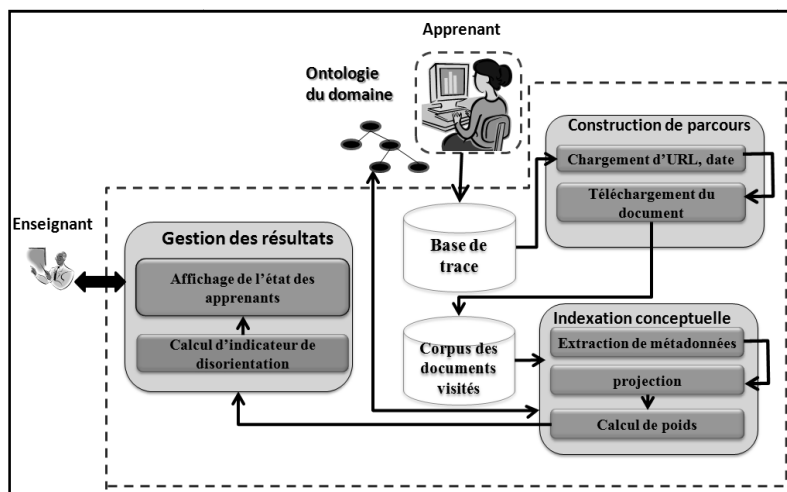 Apprenant
Ontologie
du domaine
Construction de parcours
Chargement d'URL, date
Téléchargement du
document
Enseignant
Base de
trace
Gestion des résultats
Affichage de l'état des
apprenants
Calcul d'indicateur de
disorientation
Corpus des
documents
visités
Indexation conceptuelle
Extraction de métadonnées
projection
Calcul de poids